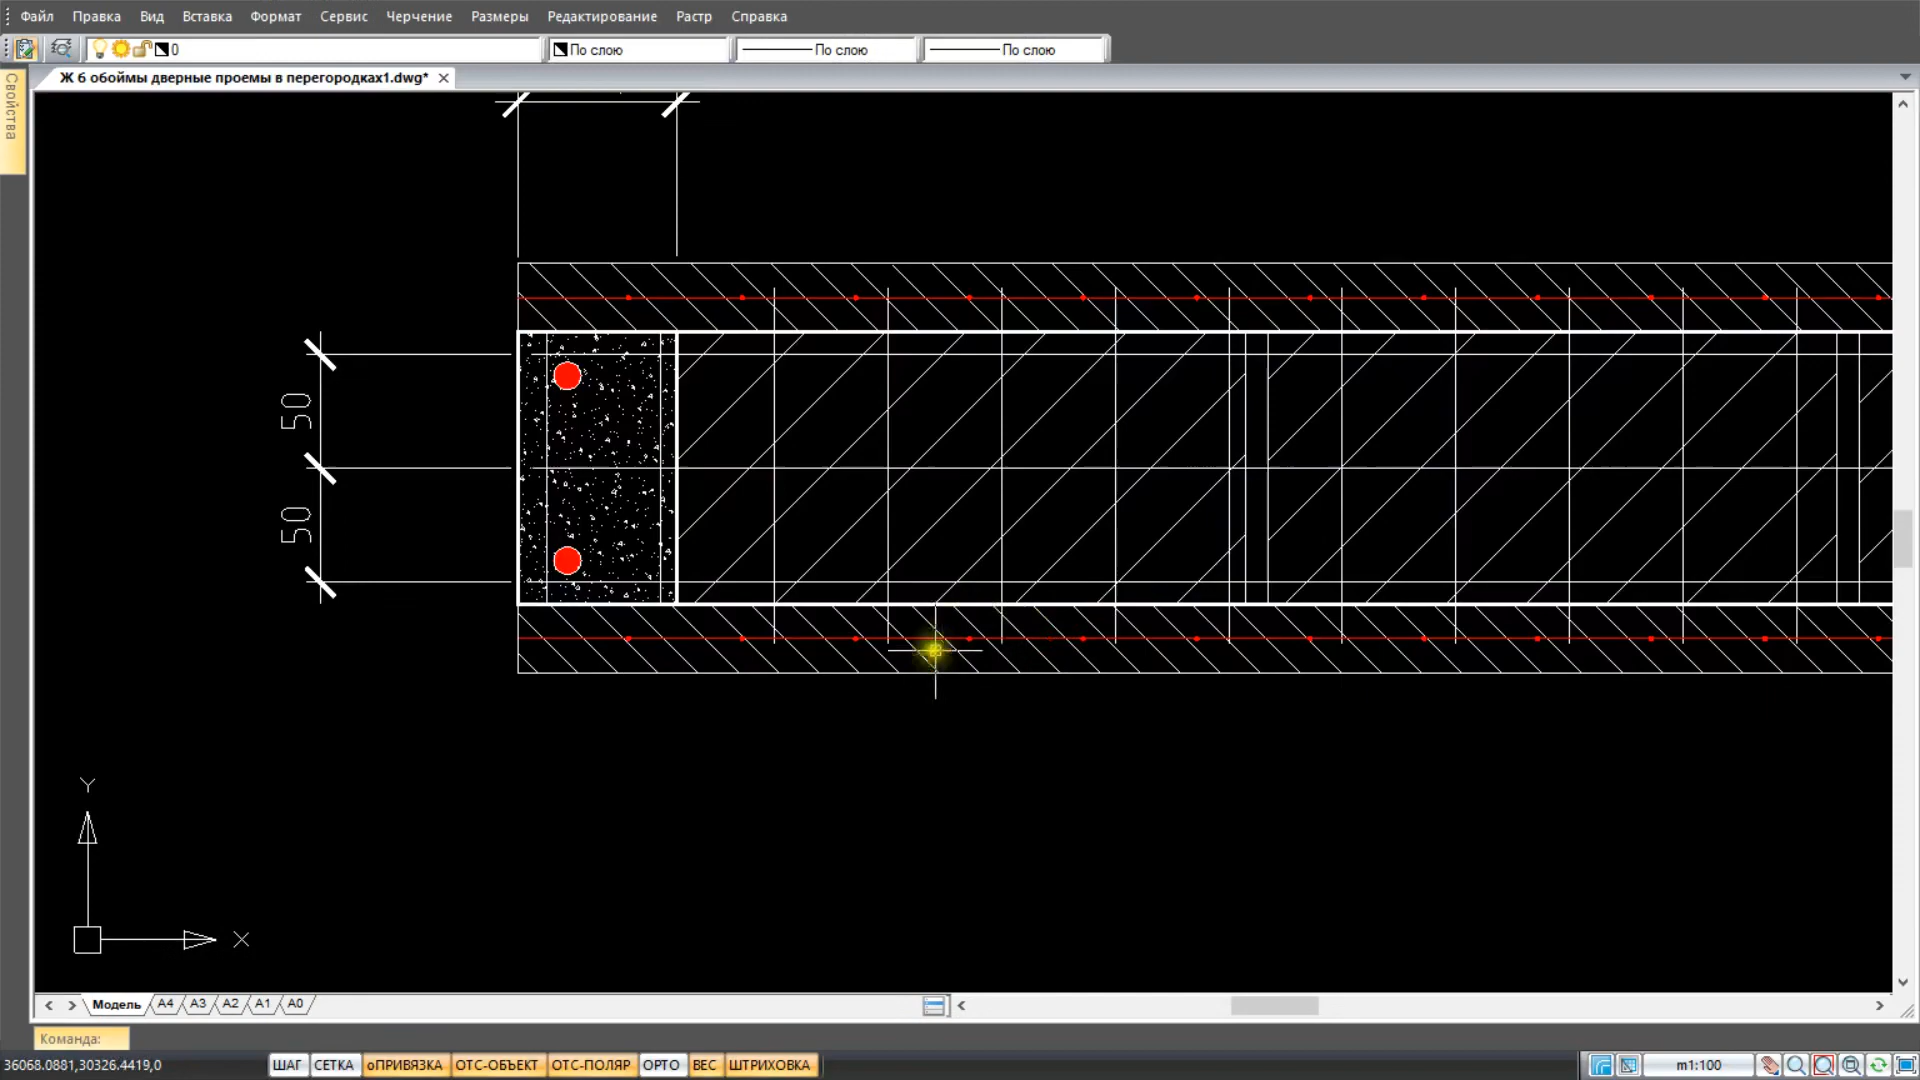 Файл Правка Вид Вставка Формат Сервис Черчение Размеры Редактирование Растр Справка
0 По слою По слою По слою
Ж 6 обоймы дверные проемы в перегородках1.dwg*
Свойства
50
50
Y
X
Модель A4 A3 A2 A1 A0
Команда:
36068.0881,30326.4419,0 ШАГ СЕТКА оПРИВЯЗКА ОТС-ОБЪЕКТ ОТС-ПОЛЯР ОРТО ВЕС ШТРИХОВКА m1:100